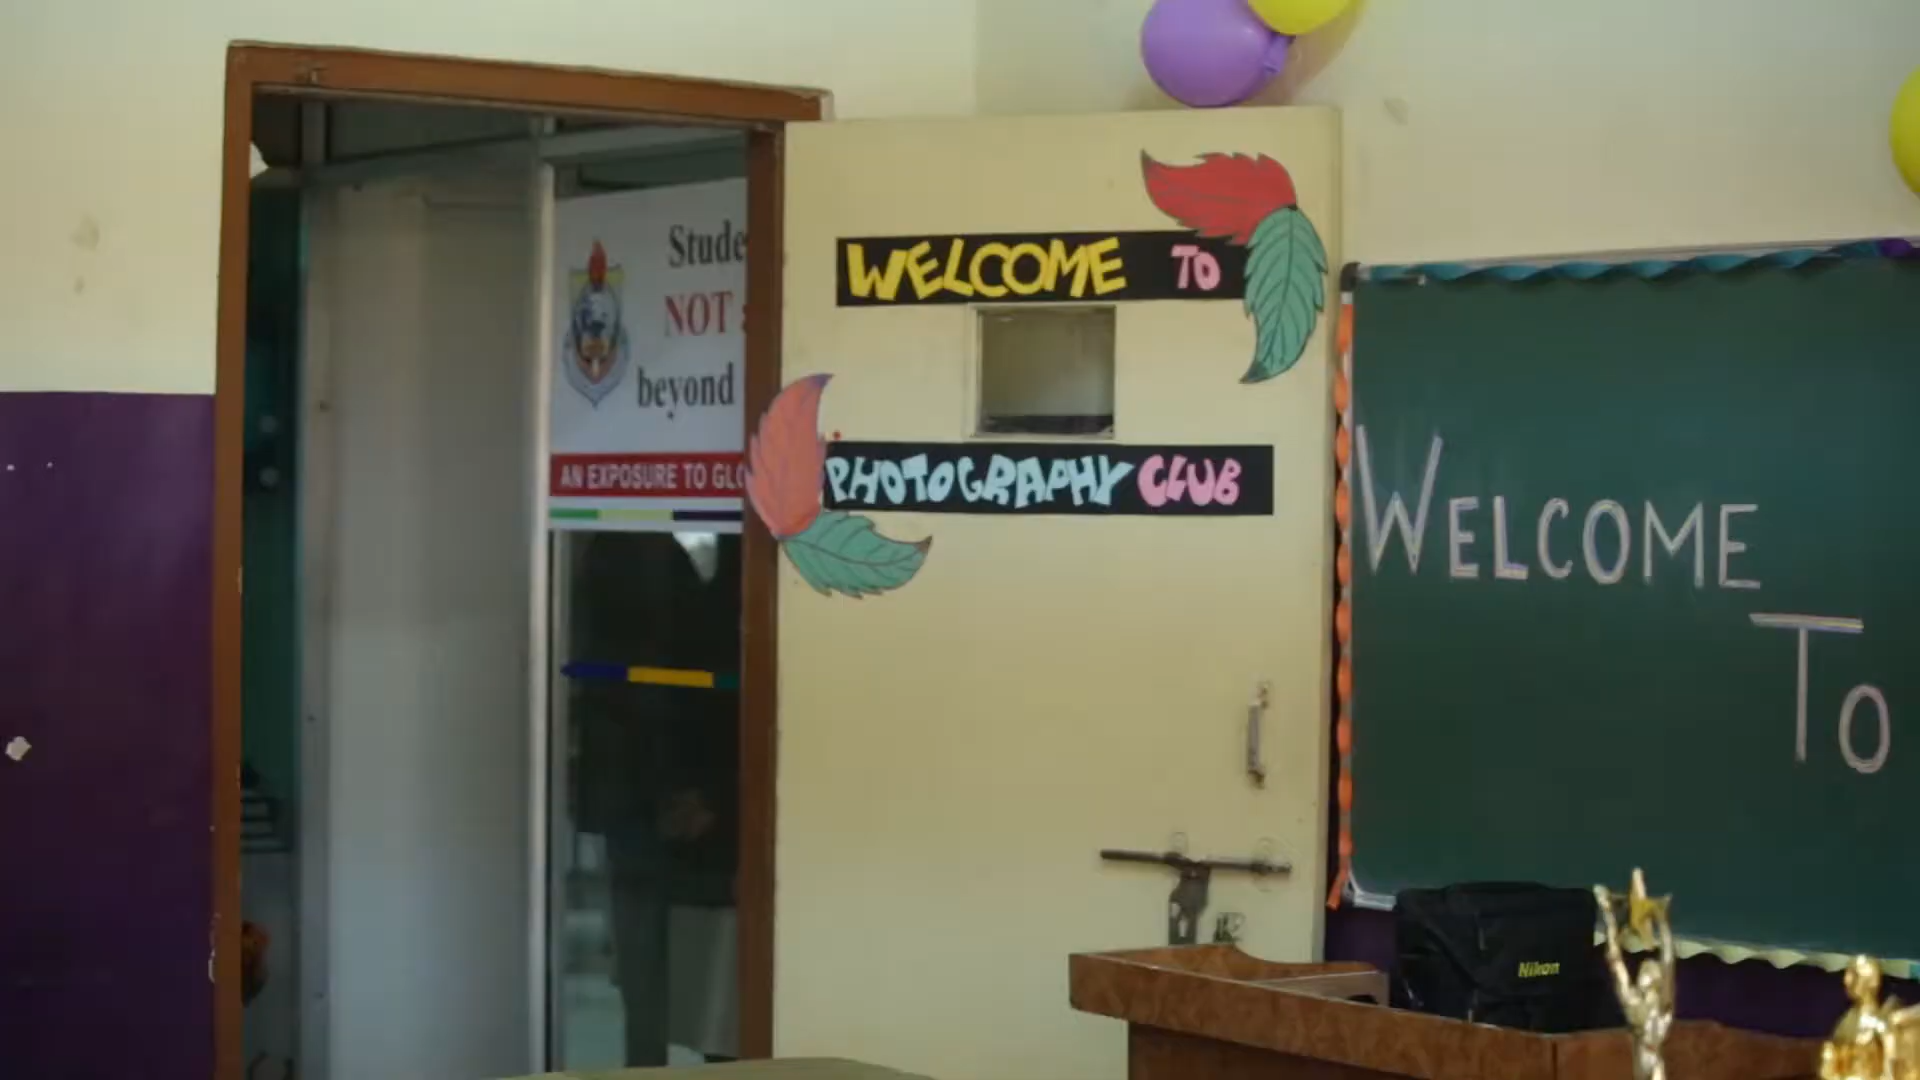 Stude
NOT
beyond
AN EXPOSURE TO GLO
WELCOME TO
PHOTOGRAPHY CLUB
WELCOME
TO
Nikon